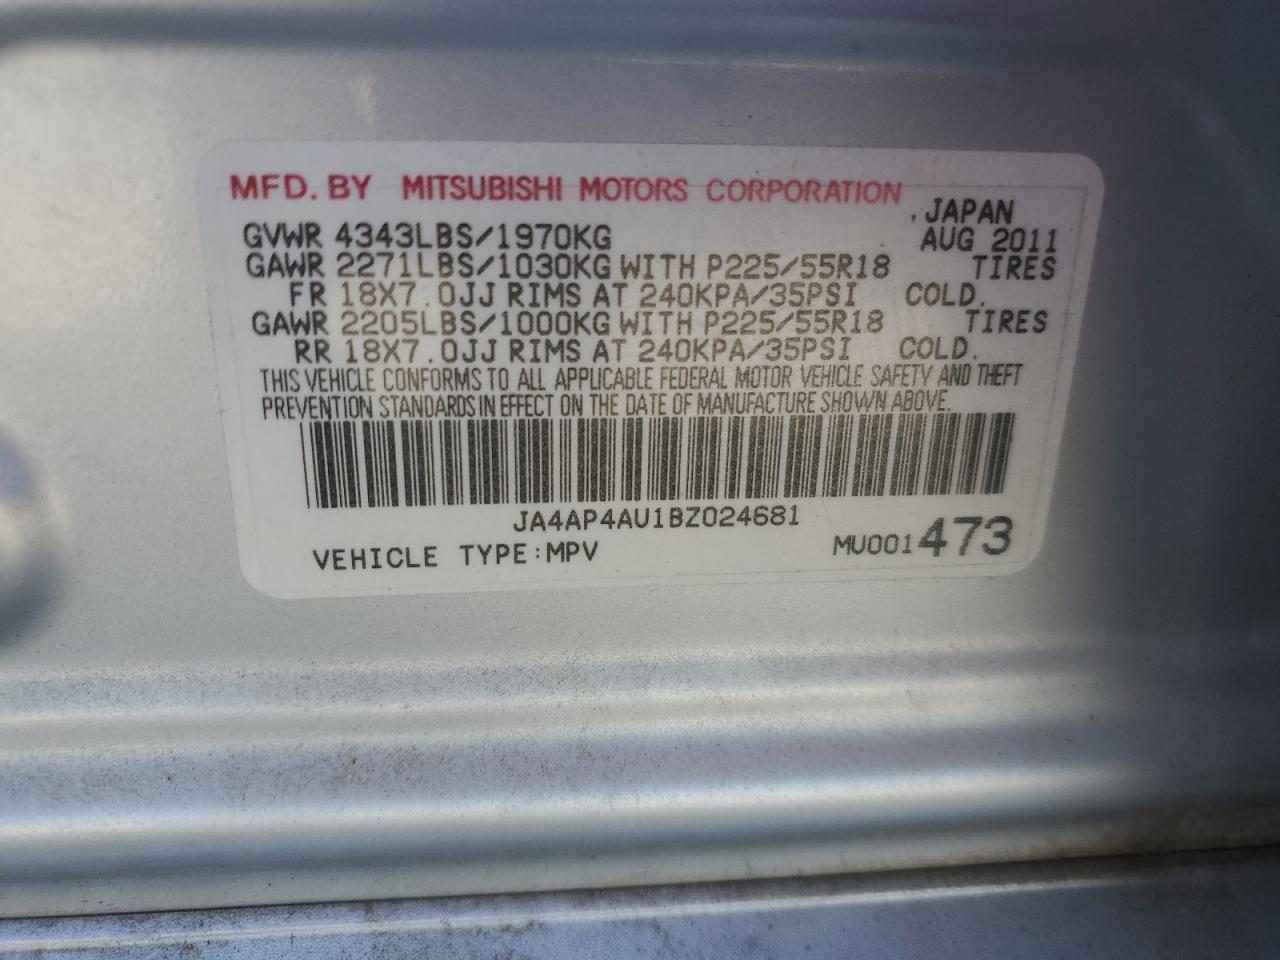 MFD. BY MITSUBISHI MOTORS CORPORATION
. JAPAN
GVWR 4343LBS/1970KG AUG 2011
GAWR 2271LBS/1030KG WITH P225/55R18 TIRES
FR 18X7.0JJ RIMS AT 240KPA/35PSI COLD.
GAWR 2205LBS/1000KG WITH P225/55R18 TIRES
RR 18X7.0JJ RIMS AT 240KPA/35PSI COLD.
THIS VEHICLE CONFORMS TO ALL APPLICABLE FEDERAL MOTOR VEHICLE SAFETY AND THEFT
PREVENTION STANDARDS IN EFFECT ON THE DATE OF MANUFACTURE SHOWN ABOVE.
JA4AP4AU1BZ024681
VEHICLE TYPE:MPV MU001473